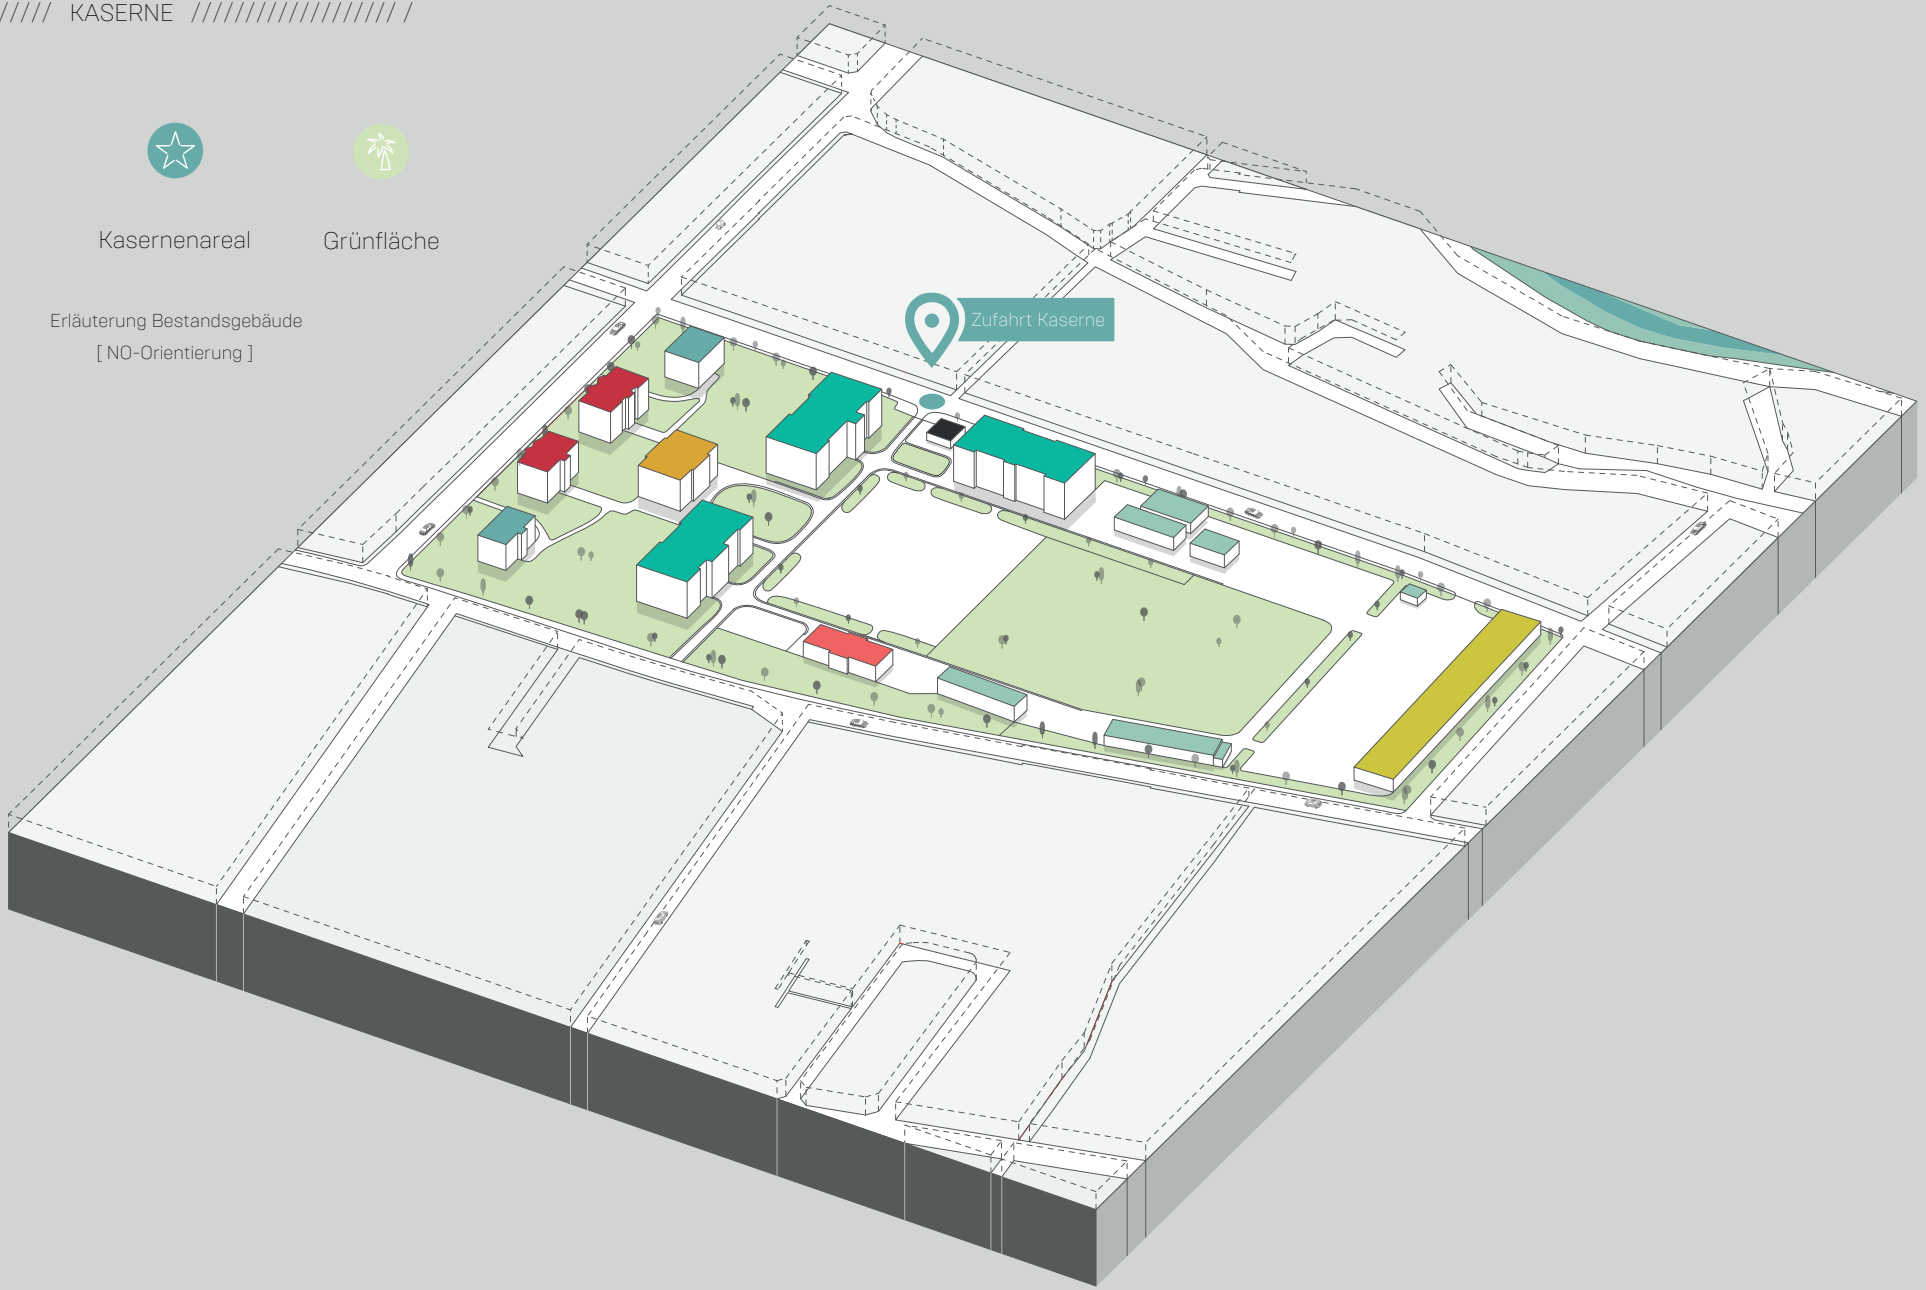 ///// KASERNE //////////////////
Kasernenareal
Grünfläche
Erläuterung Bestandsgebäude
[ NO-Orientierung ]
Zufahrt Kaserne